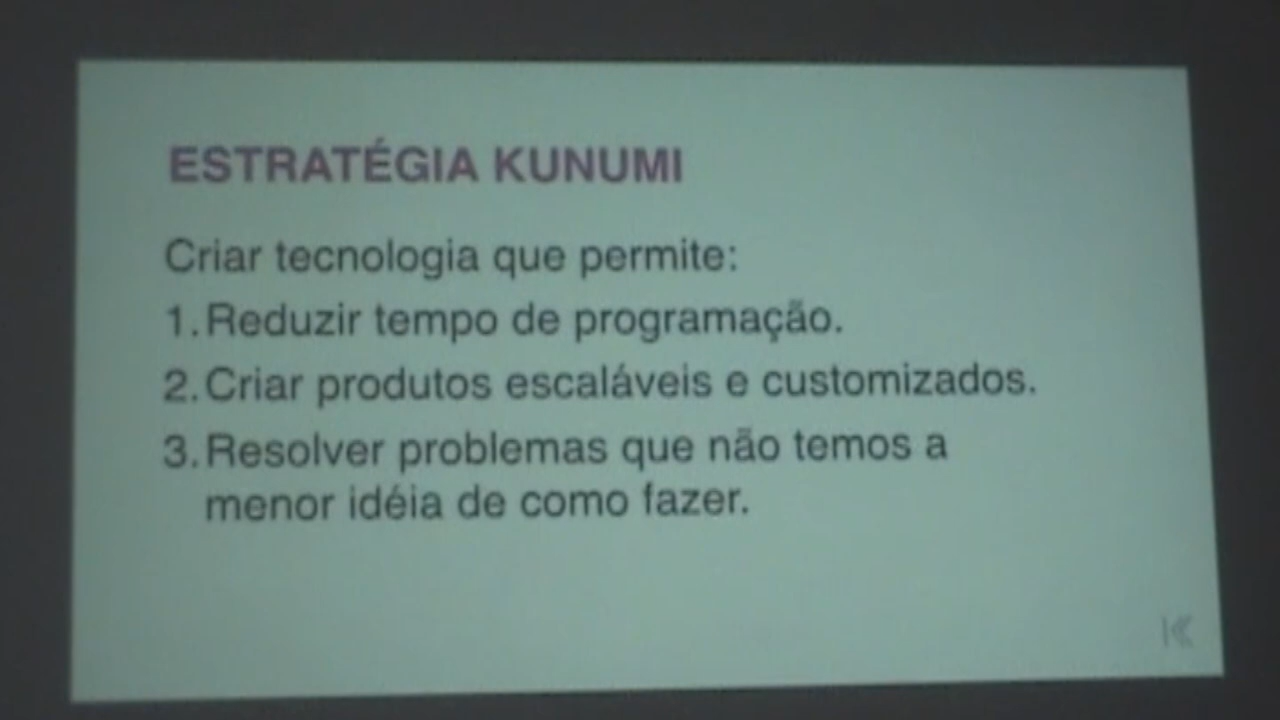 ESTRATÉGIA KUNUMI
Criar tecnologia que permite:
1. Reduzir tempo de programação.
2. Criar produtos escaláveis e customizados.
3. Resolver problemas que não temos a
menor idéia de como fazer.